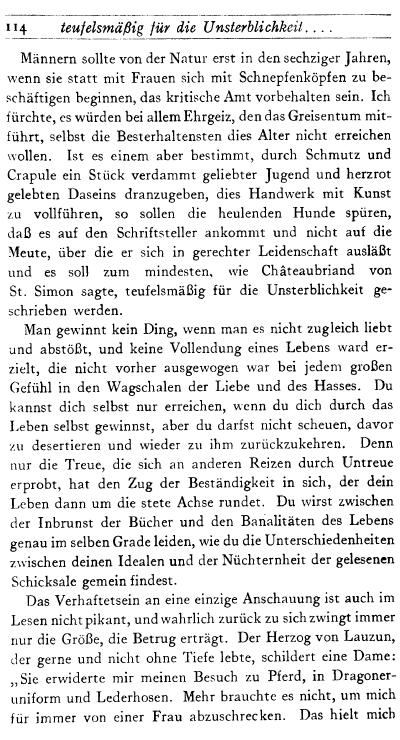 114 teufelsmäßig für die Unsterblichkeit....
Männern sollte von der Natur erst in den sechziger Jahren,
wenn sie statt mit Frauen sich mit Schnepfenköpfen zu be-
schäftigen beginnen, das kritische Amt vorbehalten sein. Ich
fürchte, es würden bei allem Ehrgeiz, den das Greisentum mit-
führt, selbst die Besterhaltensten dies Alter nicht erreichen
wollen. Ist es einem aber bestimmt, durch Schmutz und
Crapule ein Stück verdammt geliebter Jugend und herzrot
gelebten Daseins dranzugeben, dies Handwerk mit Kunst
zu vollführen, so sollen die heulenden Hunde spüren,
daß es auf den Schriftsteller ankommt und nicht auf die
Meute, über die er sich in gerechter Leidenschaft ausläßt
und es soll zum mindesten, wie Châteaubriand von
St. Simon sagte, teufelsmäßig für die Unsterblichkeit ge-
schrieben werden.
Man gewinnt kein Ding, wenn man es nicht zugleich liebt
und abstößt, und keine Vollendung eines Lebens ward er-
zielt, die nicht vorher ausgewogen war bei jedem großen
Gefühl in den Wagschalen der Liebe und des Hasses. Du
kannst dich selbst nur erreichen, wenn du dich durch das
Leben selbst gewinnst, aber du darfst nicht scheuen, davor
zu desertieren und wieder zu ihm zurückzukehren. Denn
nur die Treue, die sich an anderen Reizen durch Untreue
erprobt, hat den Zug der Beständigkeit in sich, der dein
Leben dann um die stete Achse rundet. Du wirst zwischen
der Inbrunst der Bücher und den Banalitäten des Lebens
genau im selben Grade leiden, wie du die Unterschiedenheiten
zwischen deinen Idealen und der Nüchternheit der gelesenen
Schicksale gemein findest.
Das Verhaftetsein an eine einzige Anschauung ist auch im
Lesen nicht pikant, und wahrlich zurück zu sich zwingt immer
nur die Größe, die Betrug erträgt. Der Herzog von Lauzun,
der gerne und nicht ohne Tiefe lebte, schildert eine Dame:
„Sie erwiderte mir meinen Besuch zu Pferd, in Dragoner-
uniform und Lederhosen. Mehr brauchte es nicht, um mich
für immer von einer Frau abzuschrecken. Das hielt mich